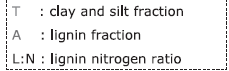 T : clay and silt fraction
A : lignin fraction
L:N : lignin nitrogen ratio